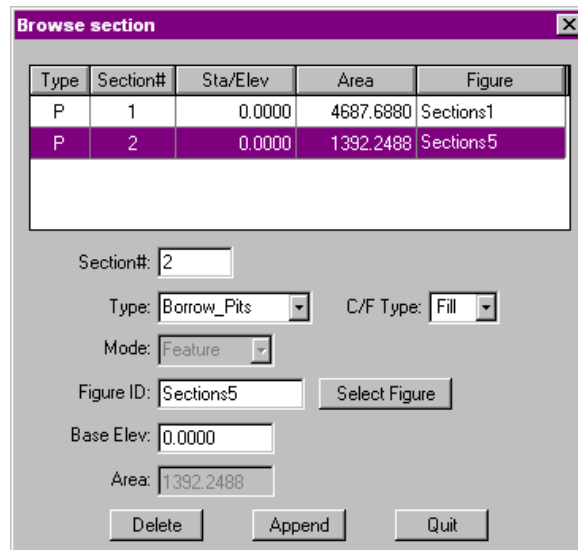 Browse section
Type Section# Sta/Elev Area Figure
P 1 0.0000 4687.6880 Sections1
P 2 0.0000 1392.2488 Sections5
Section#: 2
Type: Borrow_Pits C/F Type: Fill
Mode: Feature
Figure ID: Sections5 Select Figure
Base Elev: 0.0000
Area: 1392.2488
Delete Append Quit